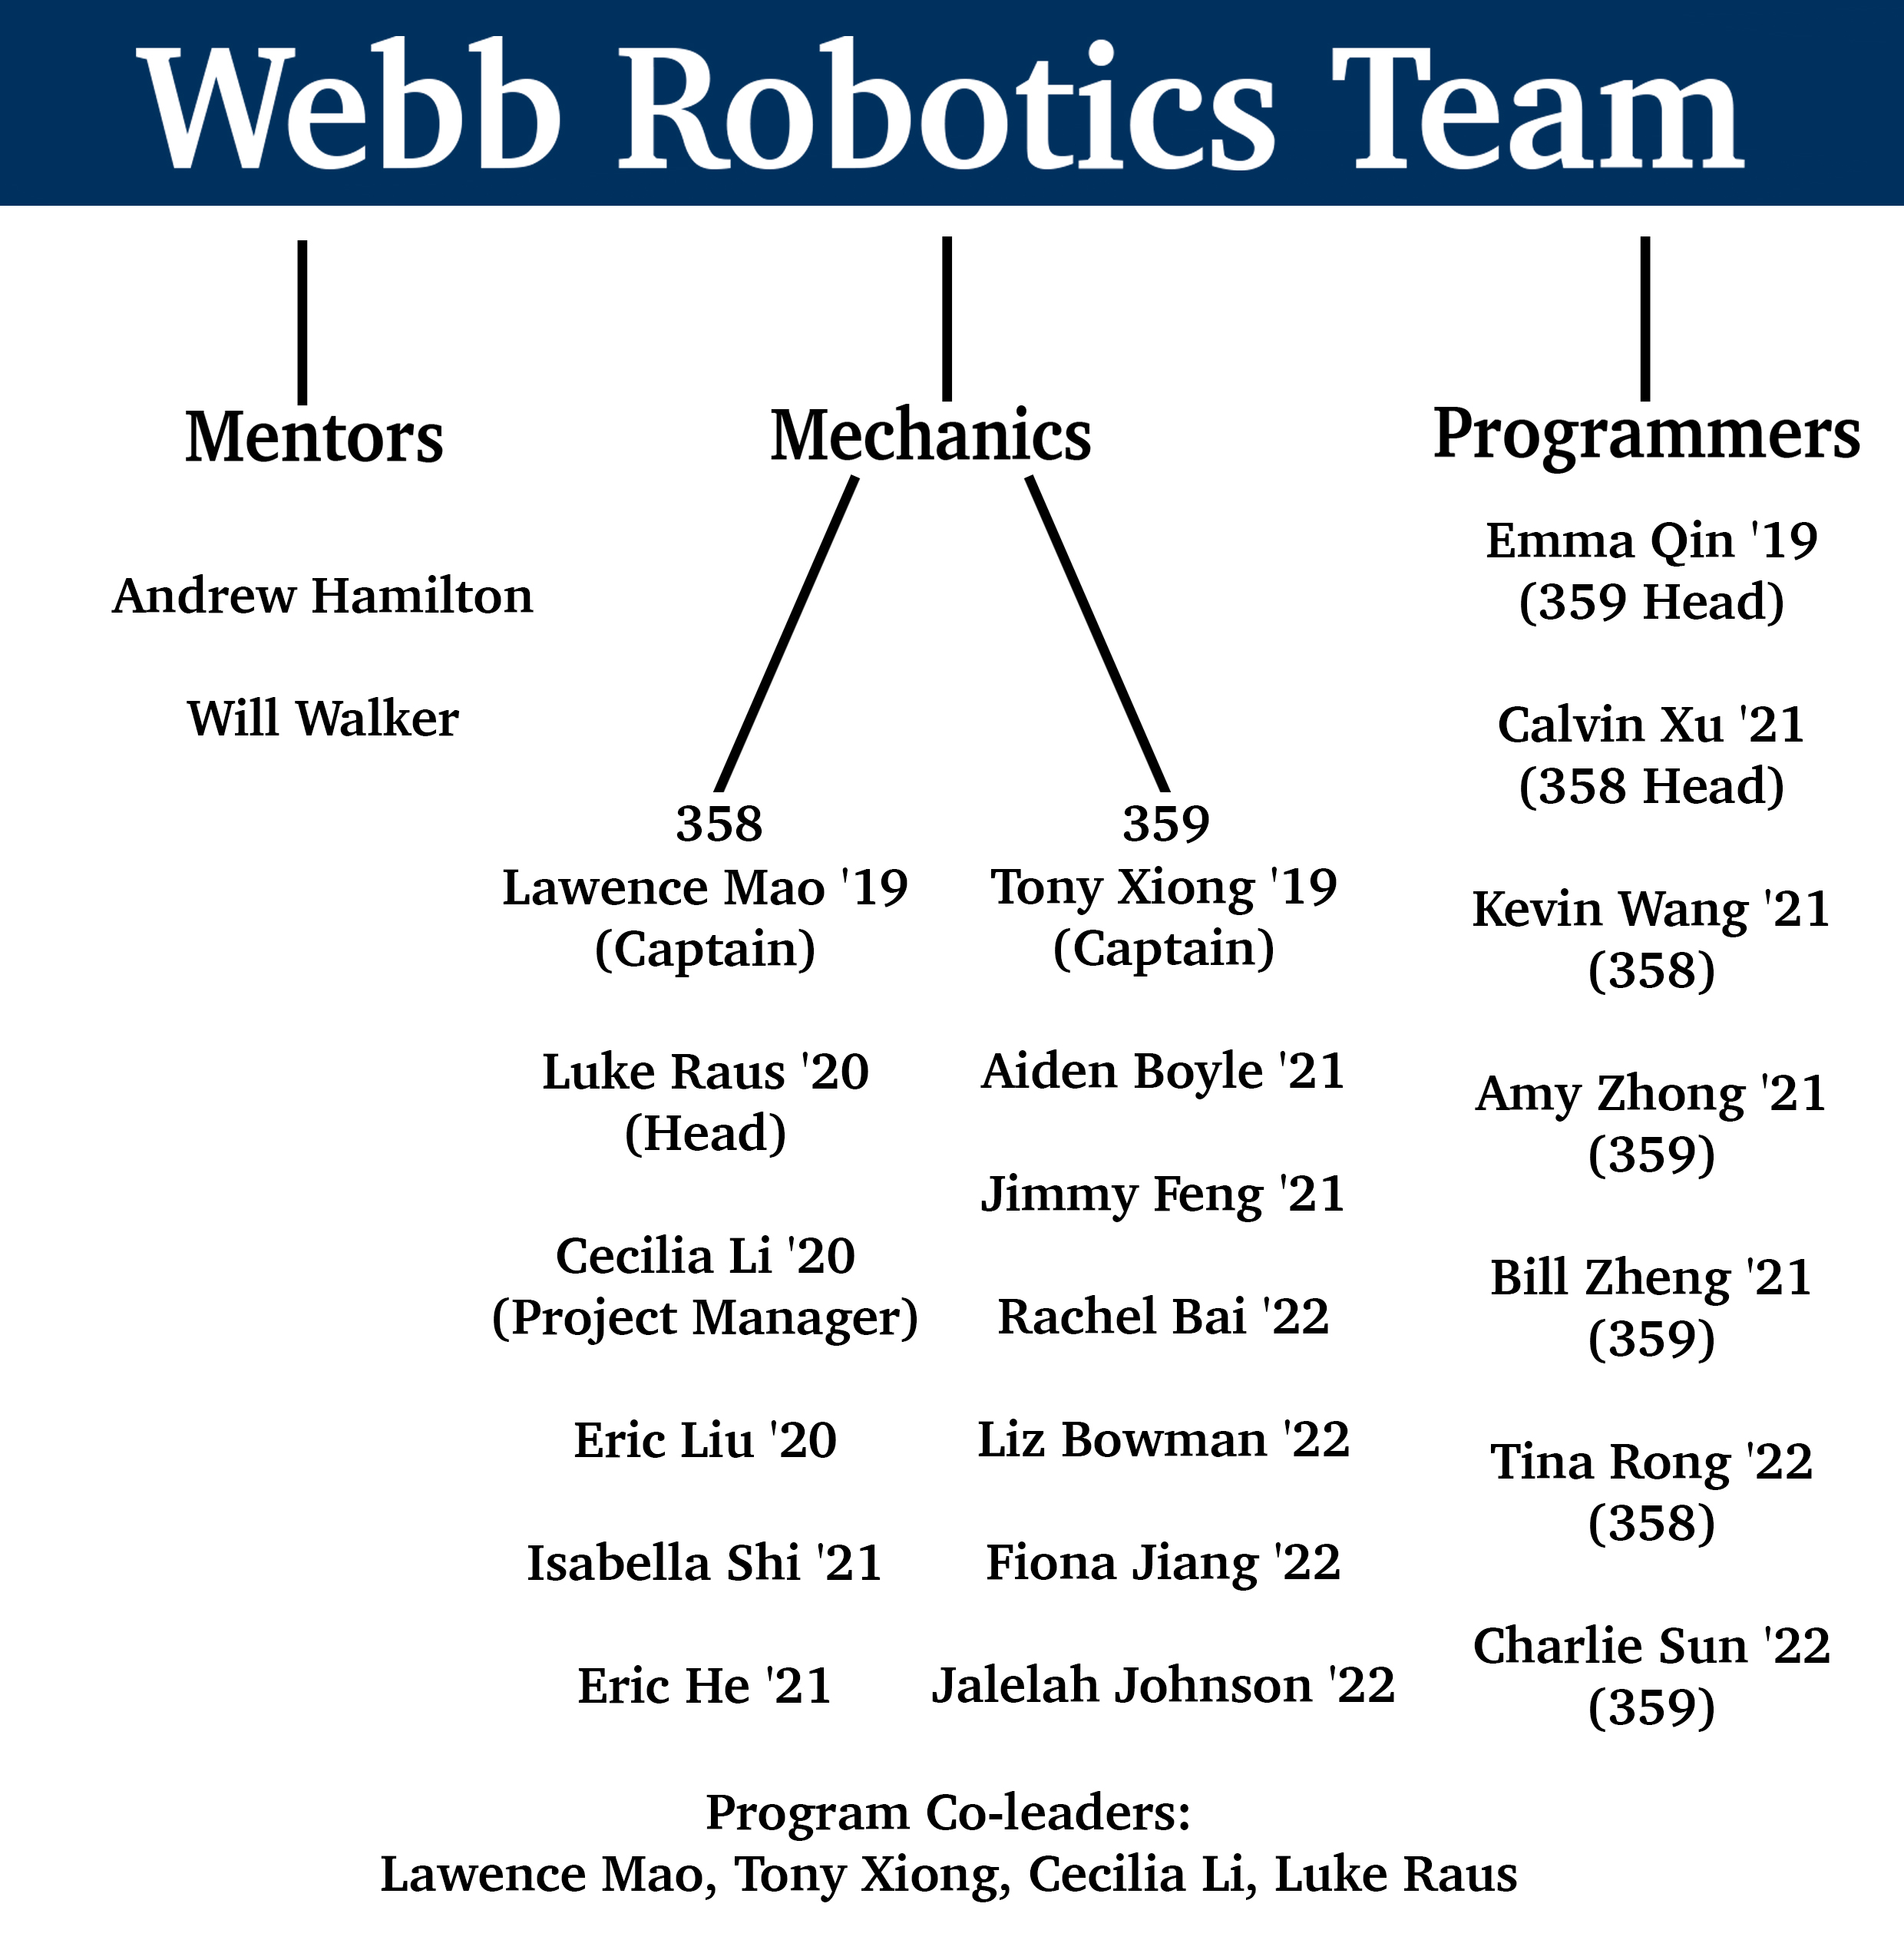 Webb Robotics Team
Mentors
Andrew Hamilton
Will Walker
Mechanics
358
Lawence Mao '19
(Captain)
Luke Raus '20
(Head)
Cecilia Li '20
(Project Manager)
Eric Liu '20
Isabella Shi '21
Eric He '21
359
Tony Xiong '19
(Captain)
Aiden Boyle '21
Jimmy Feng '21
Rachel Bai '22
Liz Bowman '22
Fiona Jiang '22
Jalelah Johnson '22
Programmers
Emma Qin '19
(359 Head)
Calvin Xu '21
(358 Head)
Kevin Wang '21
(358)
Amy Zhong '21
(359)
Bill Zheng '21
(359)
Tina Rong '22
(358)
Charlie Sun '22
(359)
Program Co-leaders:
Lawence Mao, Tony Xiong, Cecilia Li, Luke Raus